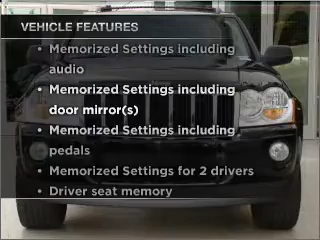 VEHICLE FEATURES
• Memorized Settings including
audio
• Memorized Settings including
door mirror(s)
• Memorized Settings including
pedals
• Memorized Settings for 2 drivers
• Driver seat memory